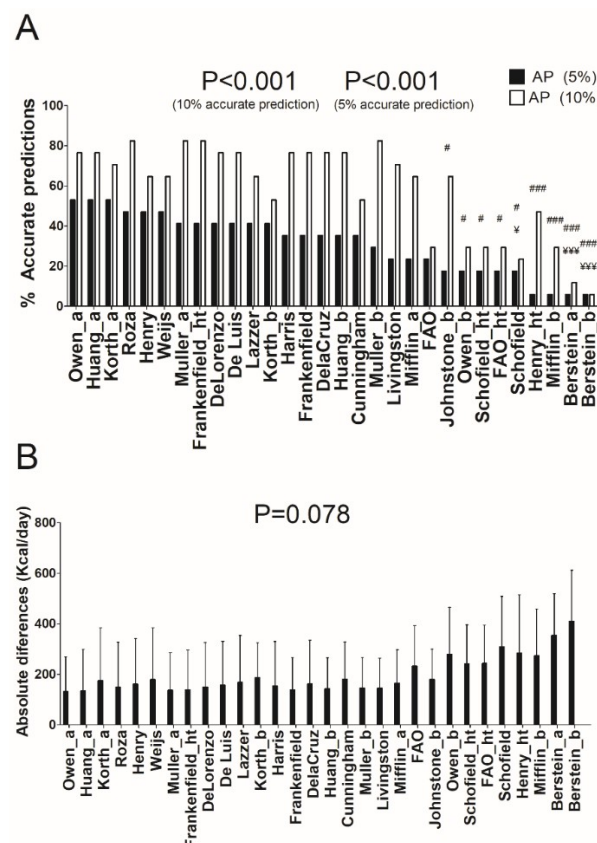 A
P<0.001 P<0.001
(10% accurate prediction) (5% accurate prediction)
AP (5%)
AP (10%
% Accurate predictions
100
80
60
40
20
0
#
# # # #
¥
###
###
###
¥¥¥
###
¥¥¥
Owen_a
Huang_a
Korth_a
Roza
Henry
Weijs
Muller_a
Frankenfield_ht
DeLorenzo
De Luis
Lazzer
Korth_b
Harris
Frankenfield
DelaCruz
Huang_b
Cunningham
Muller_b
Livingston
Mifflin_a
FAO
Johnstone_b
Owen_b
Schofield_ht
FAO_ht
Schofield
Henry_ht
Mifflin_b
Berstein_a
Berstein_b
B
P=0.078
Absolute differences (Kcal/day)
800
600
400
200
0
Owen_a
Huang_a
Korth_a
Roza
Henry
Weijs
Muller_a
Frankenfield_ht
DeLorenzo
De Luis
Lazzer
Korth_b
Harris
Frankenfield
DelaCruz
Huang_b
Cunningham
Muller_b
Livingston
Mifflin_a
FAO
Johnstone_b
Owen_b
Schofield_ht
FAO_ht
Schofield
Henry_ht
Mifflin_b
Berstein_a
Berstein_b